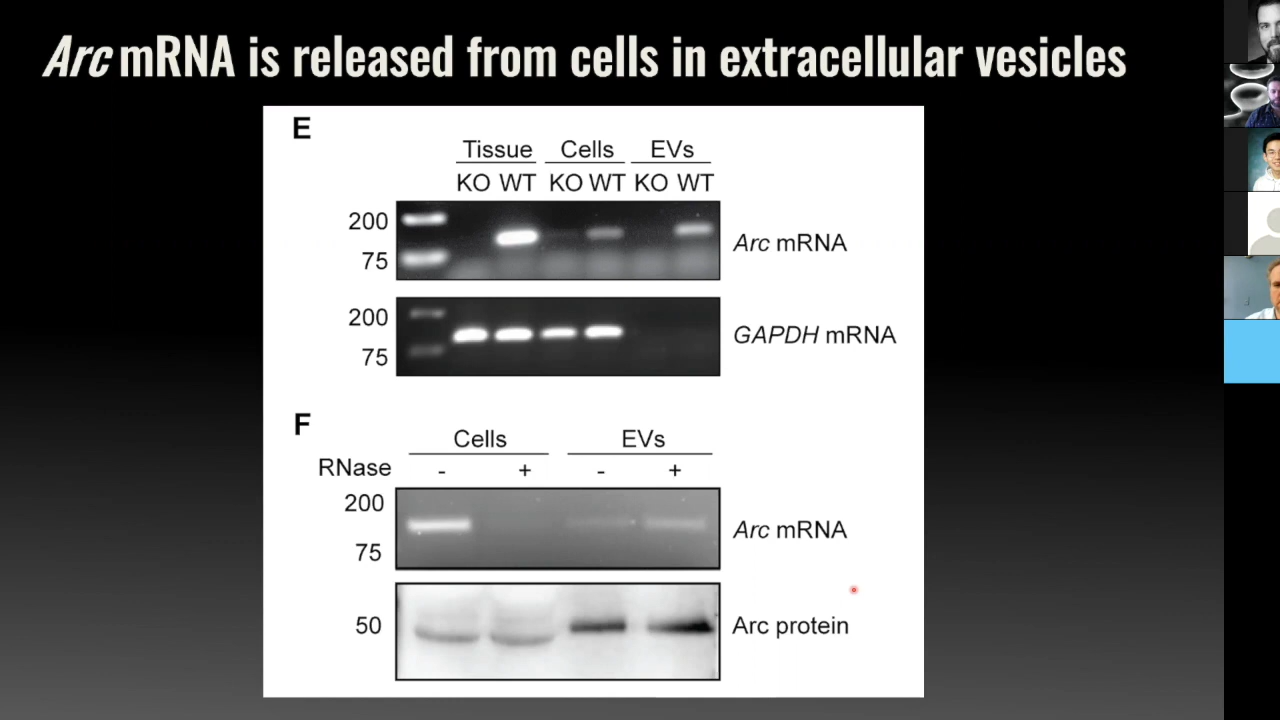 Arc mRNA is released from cells in extracellular vesicles
E
Tissue Cells EVs
KO WT KO WT KO WT
200
75
Arc mRNA
200
75
GAPDH mRNA
F
Cells EVs
RNase - + - +
200
75
Arc mRNA
50
Arc protein